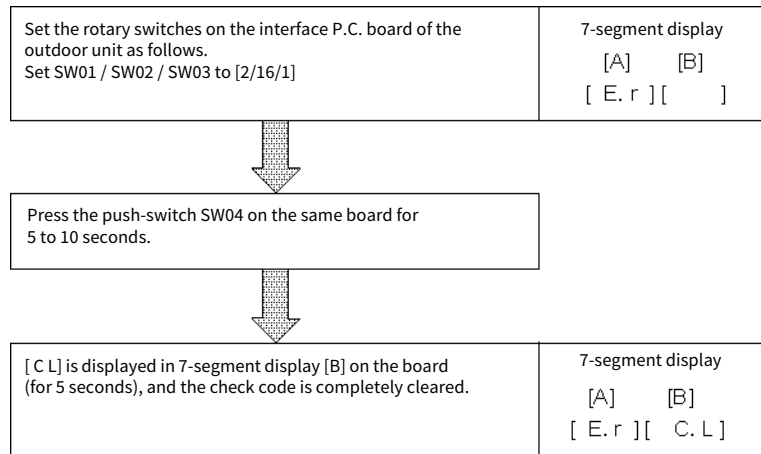 Set the rotary switches on the interface P.C. board of the
outdoor unit as follows.
Set SW01 / SW02 / SW03 to [2/16/1]
7-segment display
[A] [B]
[ E. r ] [ ]
Press the push-switch SW04 on the same board for
5 to 10 seconds.
[ C L] is displayed in 7-segment display [B] on the board
(for 5 seconds), and the check code is completely cleared.
7-segment display
[A] [B]
[ E. r ] [ C. L ]